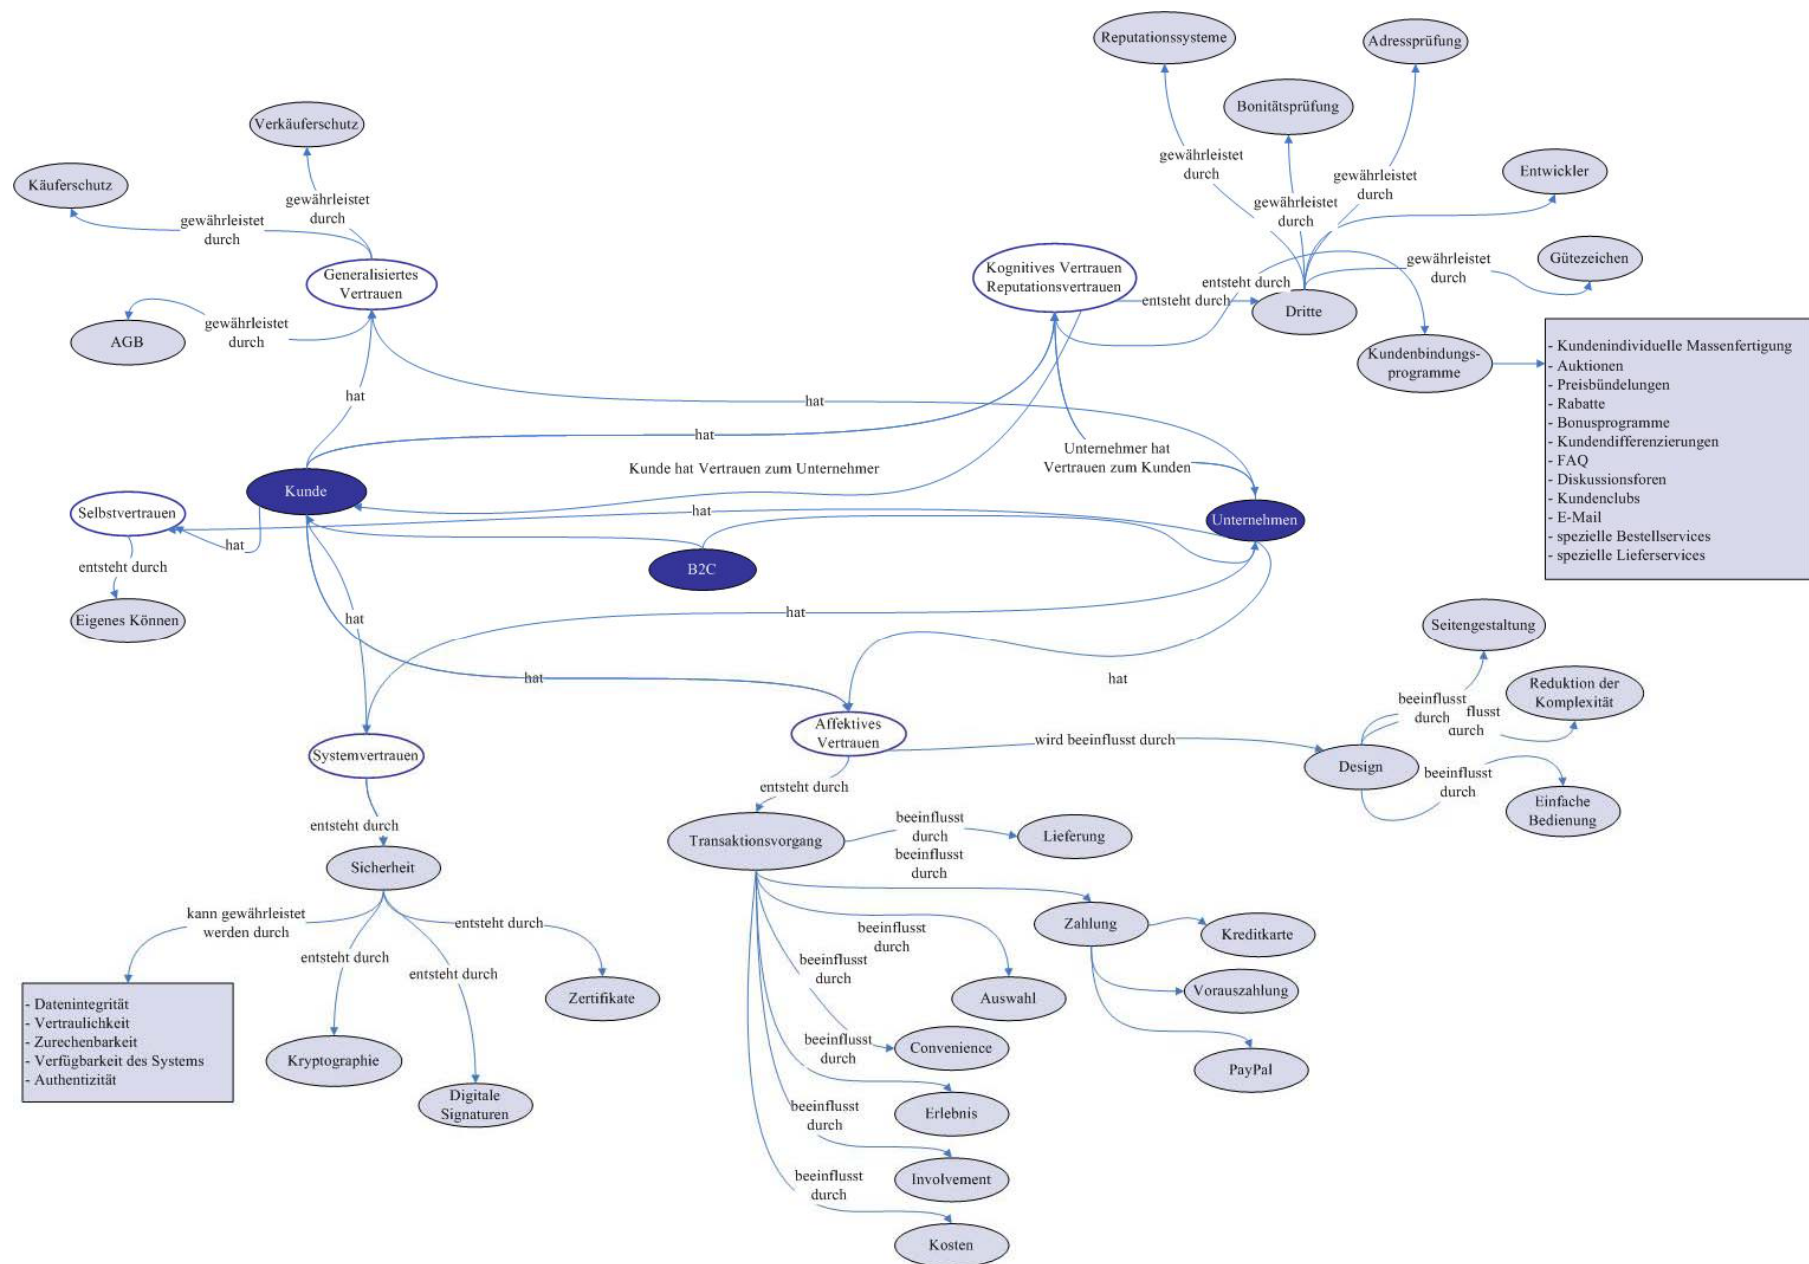 Reputationssysteme
Adressprüfung
Bonitätsprüfung
Verkäuferschutz
Käuferschutz
Entwickler
gewährleistet
durch
gewährleistet
durch
gewährleistet
durch
gewährleistet
durch
gewährleistet
durch
Generalisiertes
Vertrauen
Kognitives Vertrauen
Reputationsvertrauen
entsteht durch
entsteht durch
Dritte
gewährleistet
durch
Gütezeichen
AGB
gewährleistet
durch
Kundenbindungs-
programme
- Kundenindividuelle Massenfertigung
- Auktionen
- Preisbündelungen
- Rabatte
- Bonusprogramme
- Kundendifferenzierungen
- FAQ
- Diskussionsforen
- Kundenclubs
- E-Mail
- spezielle Bestellservices
- spezielle Lieferservices
hat
hat
hat
Kunde hat Vertrauen zum Unternehmer
Unternehmer hat
Vertrauen zum Kunden
Kunde
Selbstvertrauen
hat
hat
Unternehmen
B2C
entsteht durch
Eigenes Können
hat
hat
hat
hat
Seitengestaltung
Reduktion der
Komplexität
beeinflusst
durch
flusst
durch
Affektives
Vertrauen
wird beeinflusst durch
Design
beeinflusst
durch
Einfache
Bedienung
Systemvertrauen
entsteht durch
entsteht durch
Transaktionsvorgang
beeinflusst
durch
beeinflusst
durch
Lieferung
Sicherheit
kann gewährleistet
werden durch
entsteht durch
entsteht durch
entsteht durch
- Datenintegrität
- Vertraulichkeit
- Zurechenbarkeit
- Verfügbarkeit des Systems
- Authentizität
Kryptographie
Digitale
Signaturen
Zertifikate
Zahlung
Kreditkarte
Vorauszahlung
PayPal
beeinflusst
durch
Auswahl
beeinflusst
durch
Convenience
beeinflusst
durch
Erlebnis
beeinflusst
durch
Involvement
beeinflusst
durch
Kosten